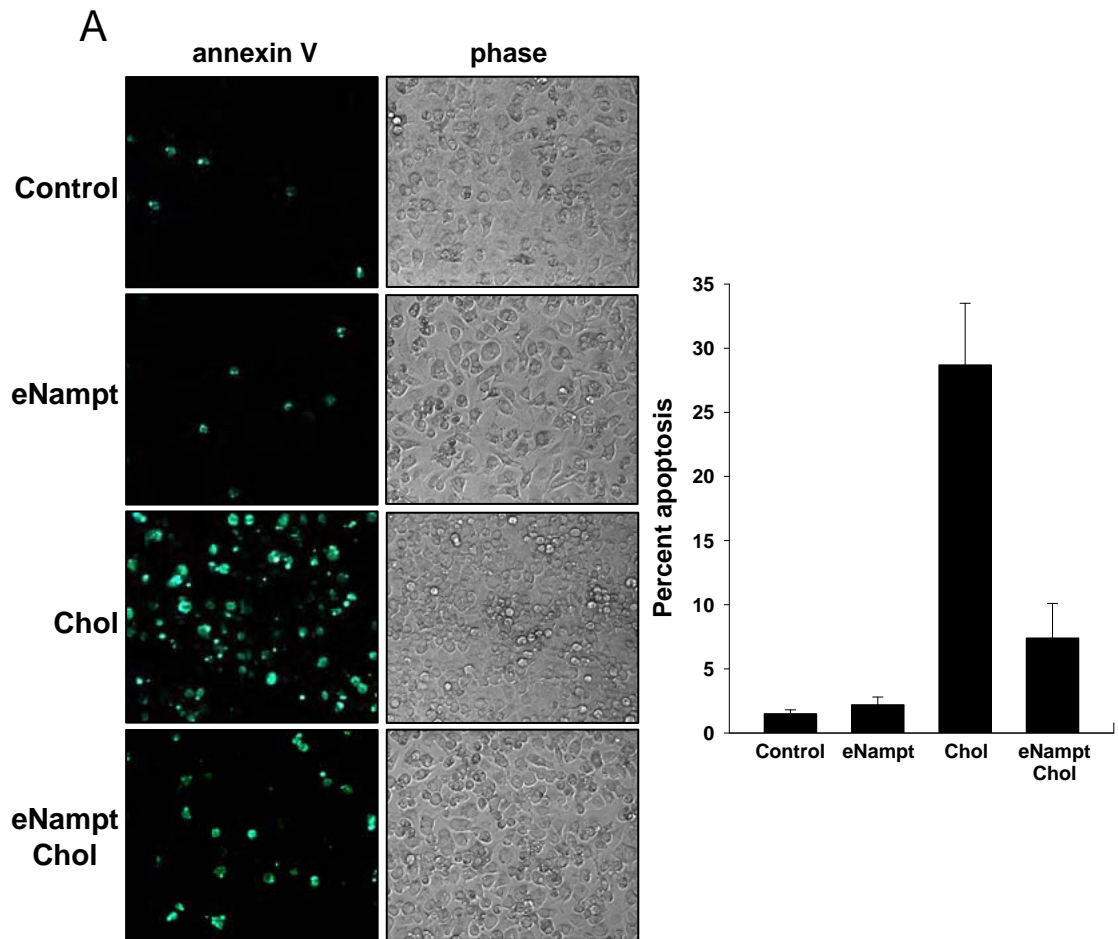 A
annexin V
phase
Control
eNampt
Chol
eNampt
Chol
Percent apoptosis
35
30
25
20
15
10
5
0
Control
eNampt
Chol
eNampt
Chol